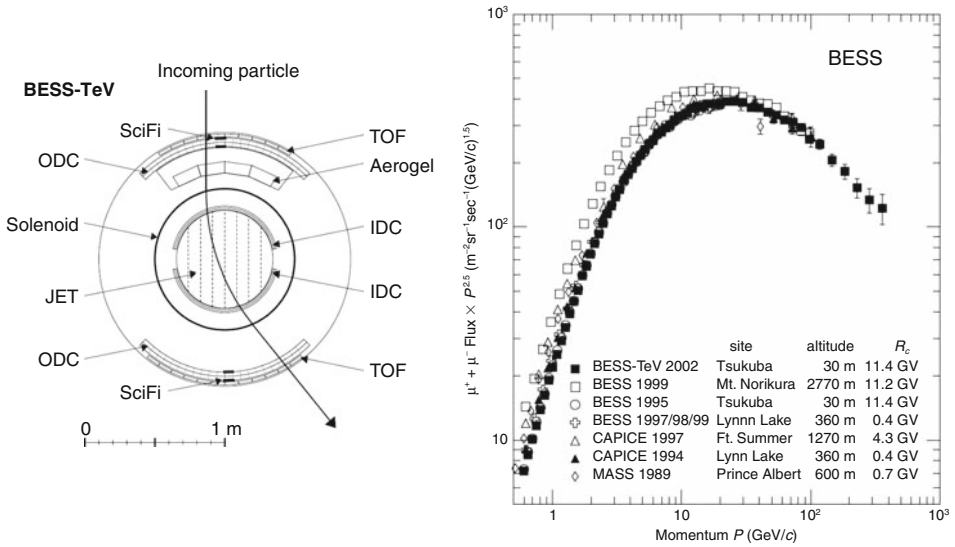 Incoming particle
BESS-TeV
SciFi
TOF
ODC
Aerogel
Solenoid
IDC
JET
IDC
ODC
TOF
SciFi
0 1 m
BESS
μ⁺ + μ⁻ Flux × P^2.5 (m⁻²sr⁻¹sec⁻¹(GeV/c)^1.5)
10³
10²
10
site altitude R_c
BESS-TeV 2002 Tsukuba 30 m 11.4 GV
BESS 1999 Mt. Norikura 2770 m 11.2 GV
BESS 1995 Tsukuba 30 m 11.4 GV
BESS 1997/98/99 Lynnn Lake 360 m 0.4 GV
CAPICE 1997 Ft. Summer 1270 m 4.3 GV
CAPICE 1994 Lynn Lake 360 m 0.4 GV
MASS 1989 Prince Albert 600 m 0.7 GV
1 10 10² 10³
Momentum P (GeV/c)